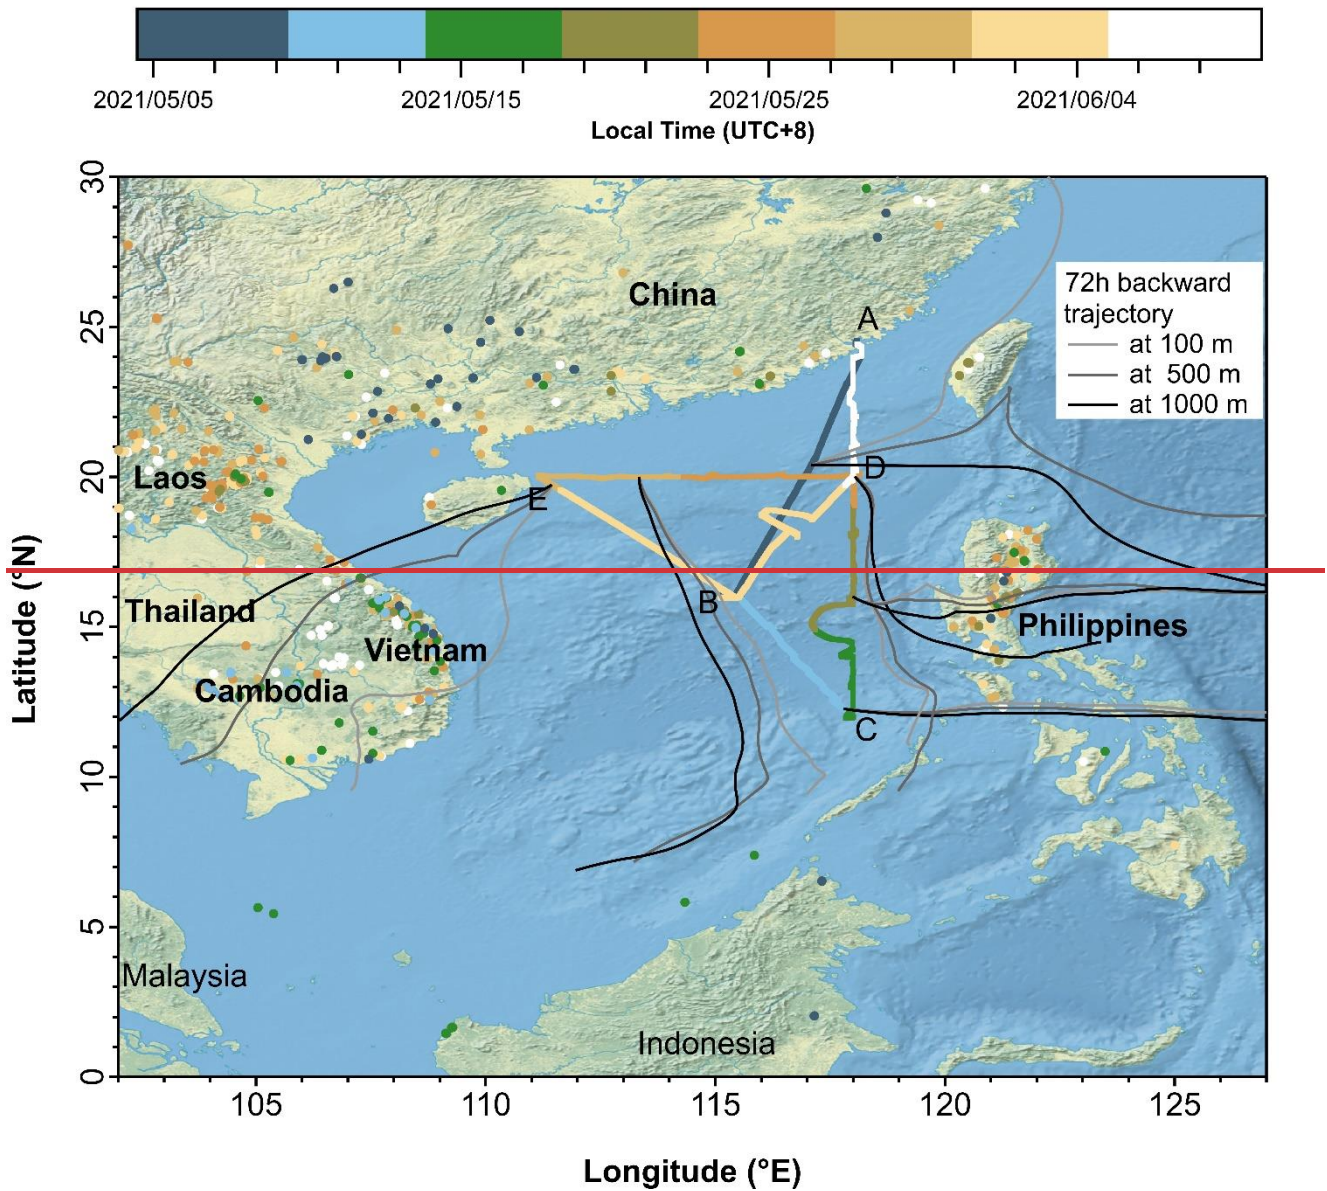 2021/05/05 2021/05/15 2021/05/25 2021/06/04
Local Time (UTC+8)
30
25
20
15
10
5
0
Latitude (°N)
China
A
72h backward
trajectory
at 100 m
at 500 m
at 1000 m
Laos
D
E
B
Thailand
Philippines
Vietnam
Cambodia
C
Malaysia
Indonesia
105 110 115 120 125
Longitude (°E)